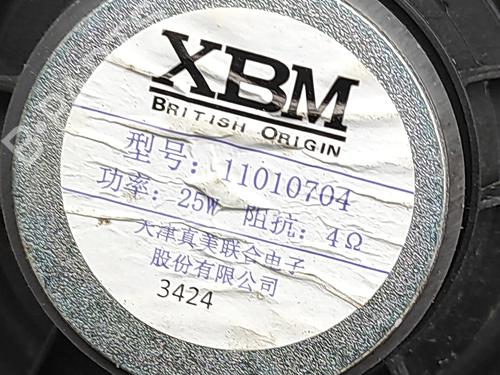 XBM
BRITISH ORIGIN
型号：11010704
功率：25W 阻抗：4Ω
天津真美联合电子
股份有限公司
3424